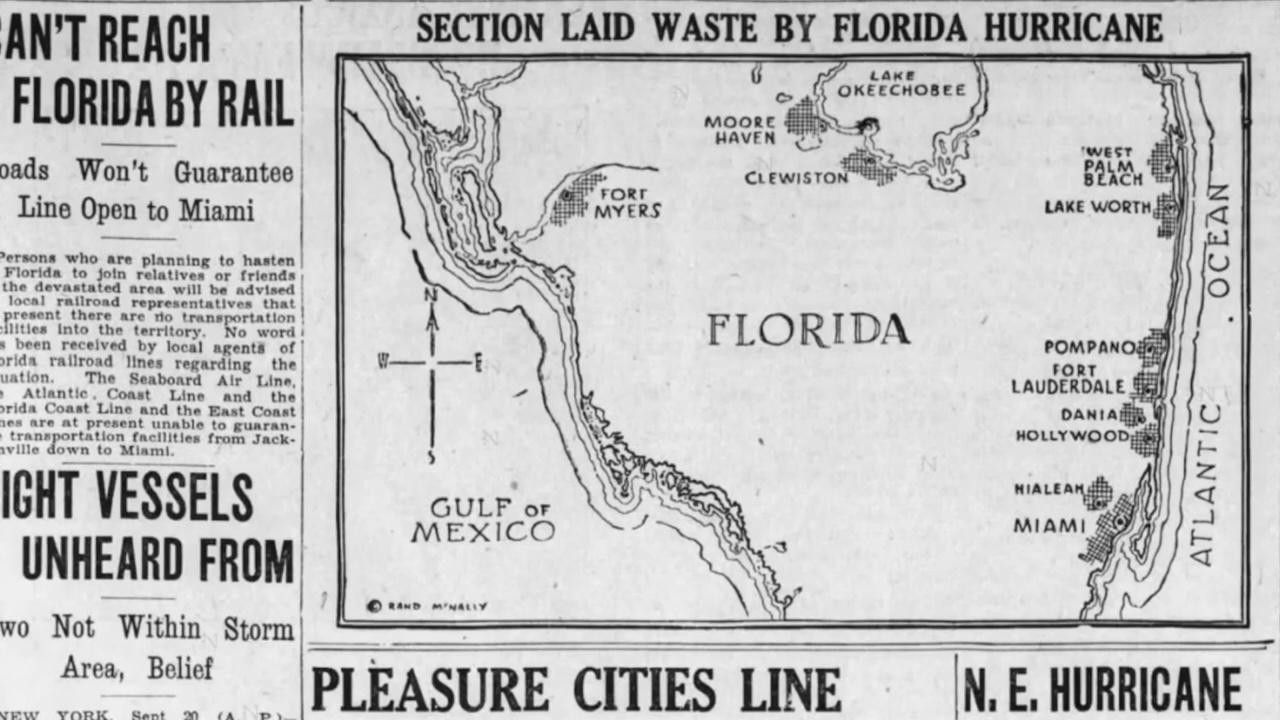 CAN'T REACH
FLORIDA BY RAIL
Won't Guarantee
Line Open to Miami
Persons who are planning to hasten
Florida to join relatives or friends
the devastated area will be advised
local railroad representatives that
present there are no transportation
into the territory. No word
been received by local agents of
railroad lines regarding the
The Seaboard Air Line,
Atlantic Coast Line and the
Coast Line and the East Coast
are at present unable to guaran-
transportation facilities from Jack-
down to Miami.
VESSELS
UNHEARD FROM
Not Within Storm
Area, Belief
NEW YORK, Sept 20 (A. P.)—
SECTION LAID WASTE BY FLORIDA HURRICANE
LAKE
OKEECHOBEE
MOORE
HAVEN
CLEWISTON
WEST
PALM
BEACH
FORT
MYERS
LAKE WORTH
ATLANTIC OCEAN
N
W E
S
FLORIDA
POMPANO
FORT
LAUDERDALE
DANIA
HOLLYWOOD
HIALEAH
MIAMI
GULF OF
MEXICO
© RAND McNALLY
PLEASURE CITIES LINE
N. E. HURRICANE